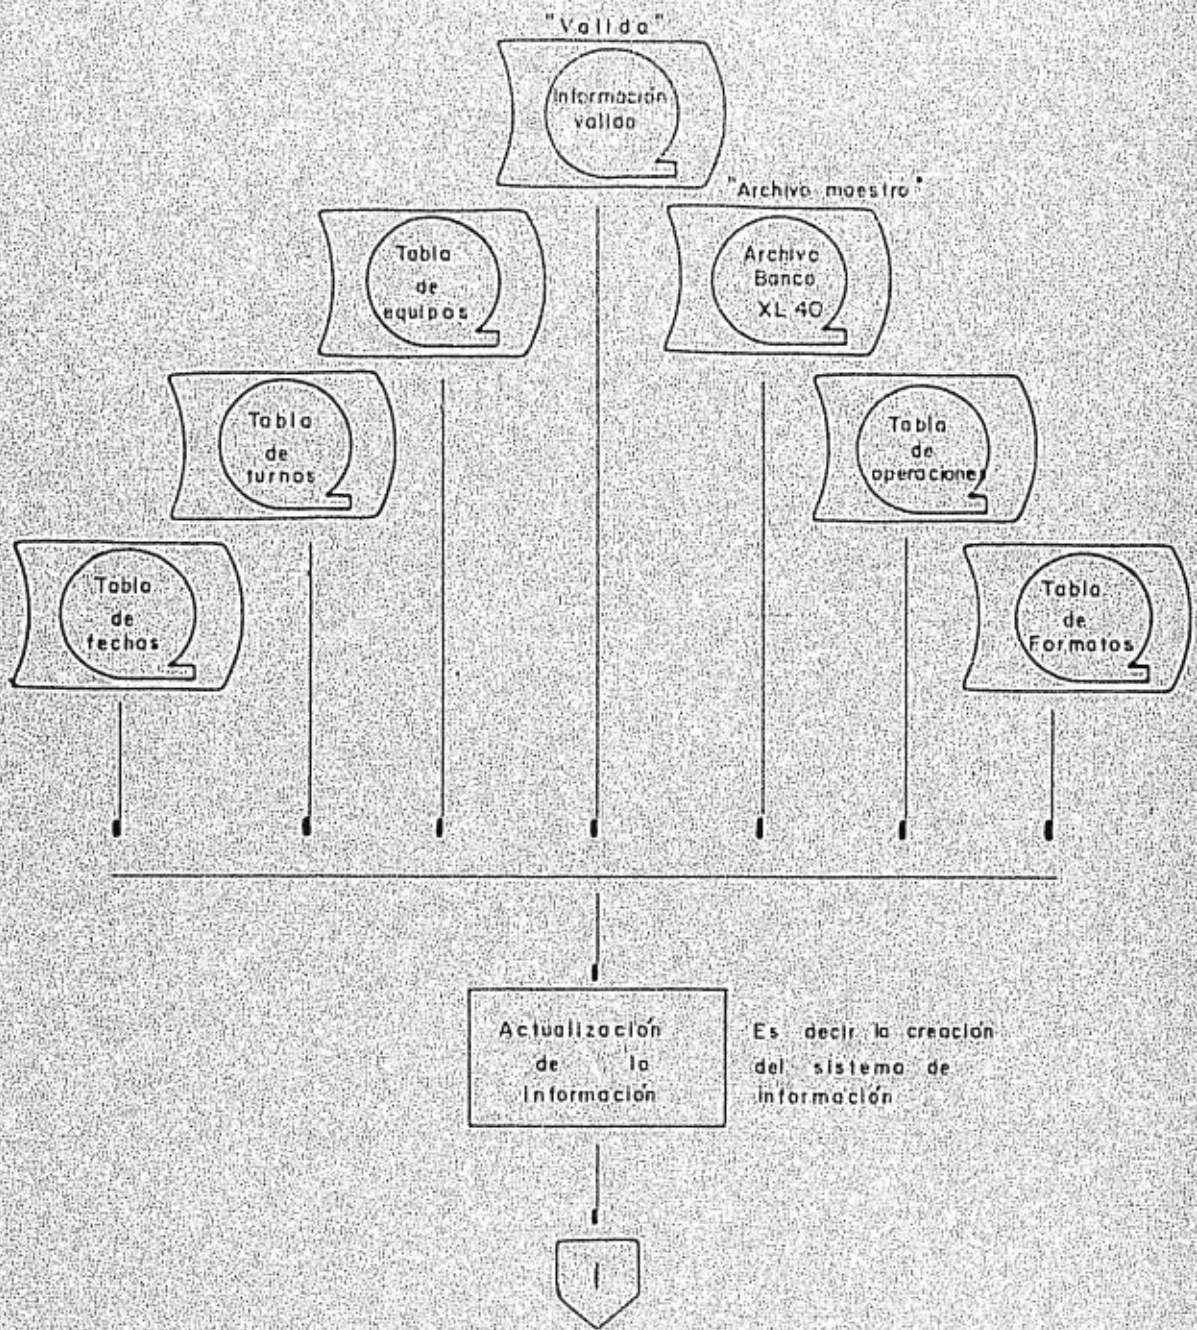 "Valida"
Información
valida
"Archivo maestro"
Tabla
de
equipos
Archivo
Banco
XL 40
Tabla
de
turnos
Tabla
de
operaciones
Tabla
de
fechas
Tabla
de
Formatos
Actualización
de la
Información
Es decir la creación
del sistema de
Información
1